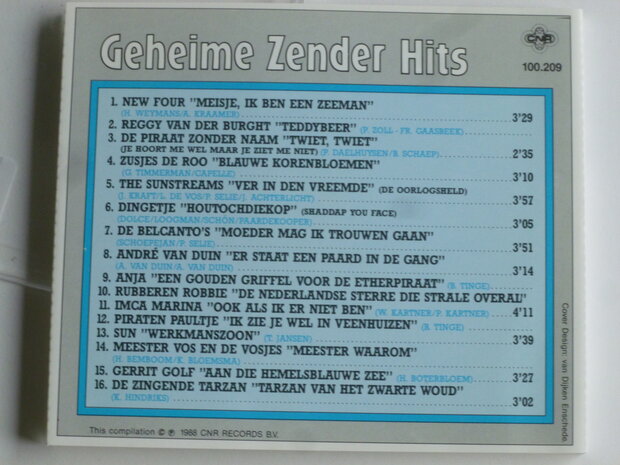 Geheime Zender Hits
CNR
100.209
1. NEW FOUR "MEISJE, IK BEN EEN ZEEMAN"
(H. WEYMANS/A. KRAAMER) 3'29
2. REGGY VAN DER BURGHT "TEDDYBEER" (P. ZOLL - FR. GAASBEEK)
3. DE PIRAAT ZONDER NAAM "TWIET, TWIET"
(JE HOORT ME WEL MAAR JE ZIET ME NIET) (P. DAELHUYSEN/B. SCHAEP) 2'35
4. ZUSJES DE ROO "BLAUWE KORENBLOEMEN"
(G. TIMMERMAN/CAPELLE) 3'10
5. THE SUNSTREAMS "VER IN DEN VREEMDE" (DE OORLOGSHELD)
(J. KRAFT/L. DE VOS/P. SELIE/J. ACHTERLICHT) 3'57
6. DINGETJE "HOUTOCHDIEKOP" (SHADDAP YOU FACE)
(DOLCE/LOOGMAN/SCHÖN/PAARDEKOOPER) 3'05
7. DE BELCANTO'S "MOEDER MAG IK TROUWEN GAAN"
(SCHOEPEJAN/P. SELIE) 3'51
8. ANDRÉ VAN DUIN "ER STAAT EEN PAARD IN DE GANG"
(A. VAN DUIN/A. VAN DUIN) 3'14
9. ANJA "EEN GOUDEN GRIFFEL VOOR DE ETHERPIRAAT" (B. TINGE)
10. RUBBEREN ROBBIE "DE NEDERLANDSE STERRE DIE STRALE OVERAL"
11. IMCA MARINA "OOK ALS IK ER NIET BEN" (W. KARTNER/P. KARTNER) 4'11
12. PIRATEN PAULTJE "IK ZIE JE WEL IN VEENHUIZEN" (B. TINGE)
13. SUN "WERKMANSZOON" (T. JANSEN) 3'39
14. MEESTER VOS EN DE VOSJES "MEESTER WAAROM"
(H. BEMBOOM/K. BLOEMSMA)
15. GERRIT GOLF "AAN DIE HEMELSBLAUWE ZEE" (H. BOTERBLOEM) 3'27
16. DE ZINGENDE TARZAN "TARZAN VAN HET ZWARTE WOUD"
(K. HINDRIKS) 3'02
This compilation © ℗ 1988 CNR RECORDS B.V.
Cover Design: van Dijken Enschede.